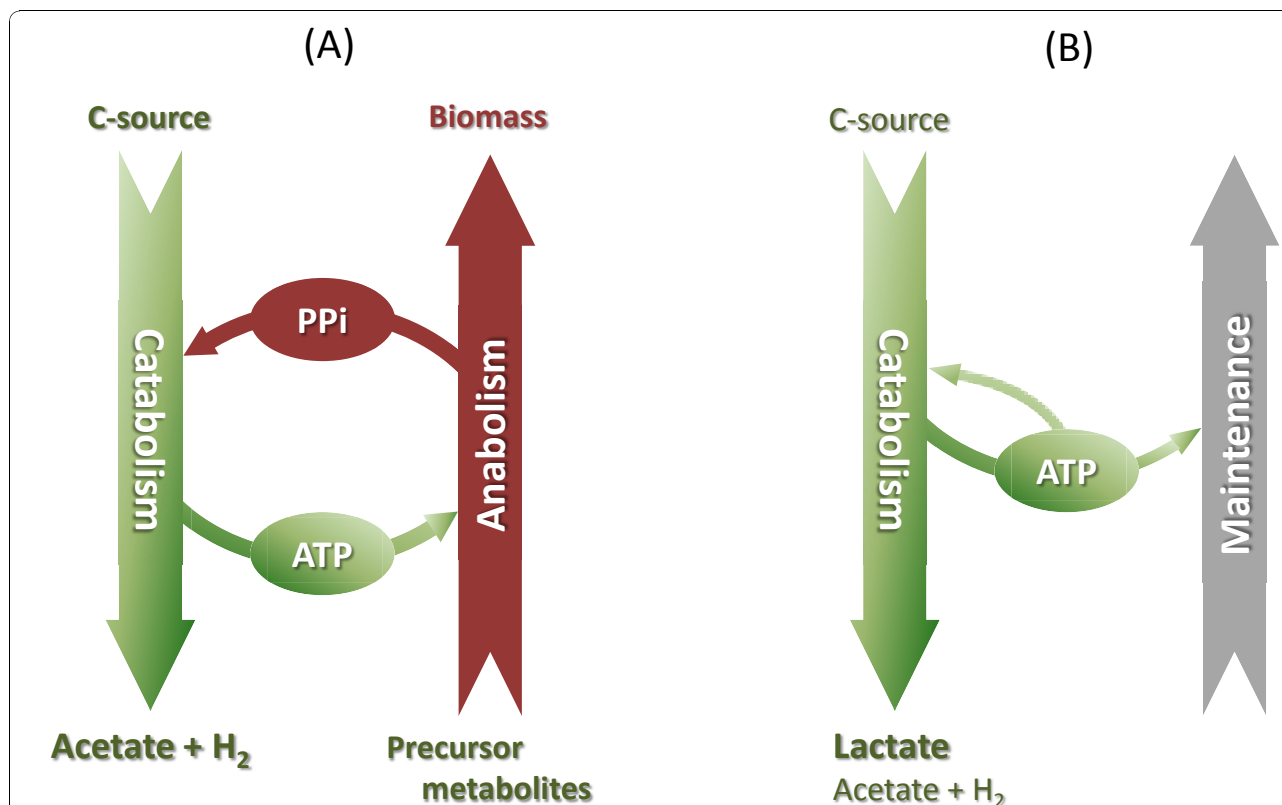 (A)
C-source
Biomass
Catabolism
PPi
Anabolism
ATP
Acetate + H₂
Precursor
metabolites
(B)
C-source
Catabolism
ATP
Maintenance
Lactate
Acetate + H₂